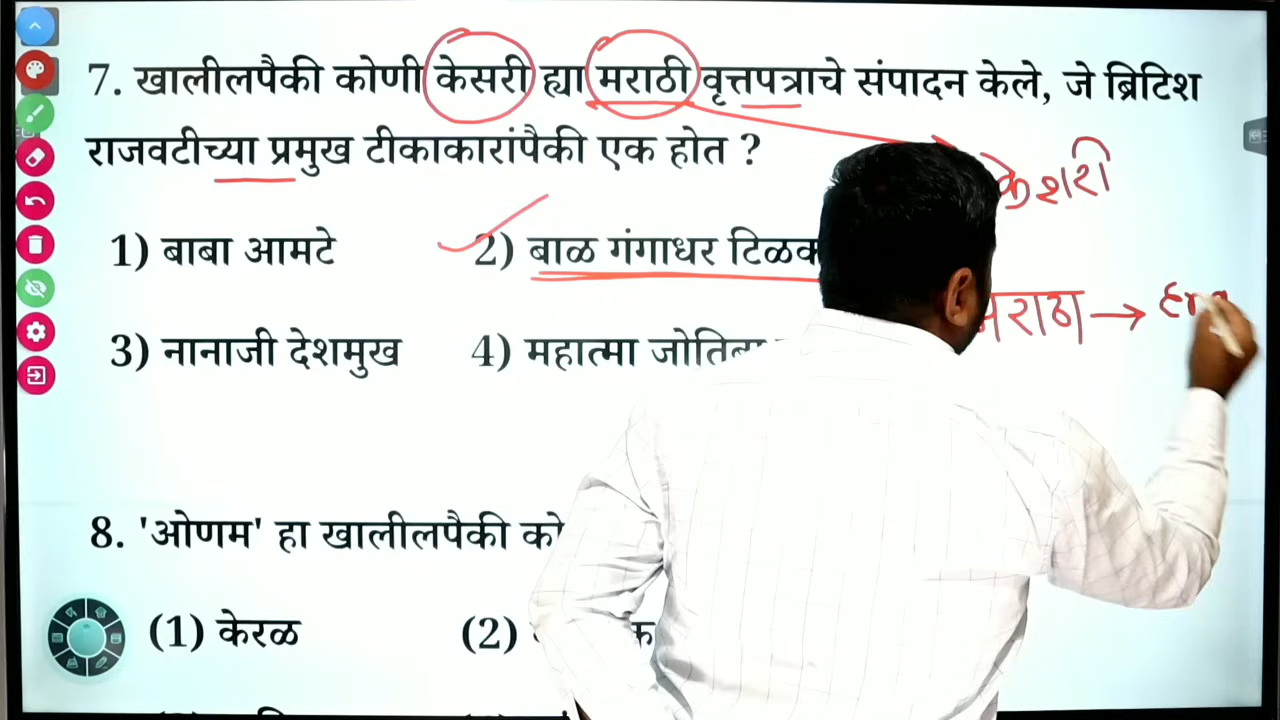 7. खालीलपैकी कोणी केसरी ह्या मराठी वृत्तपत्राचे संपादन केले, जे ब्रिटिश
राजवटीच्या प्रमुख टीकाकारांपैकी एक होत ?
केशरी
1) बाबा आमटे 2) बाळ गंगाधर टिळक
3) नानाजी देशमुख 4) महात्मा
8. 'ओणम' हा खालीलपैकी
(1) केरळ (2)